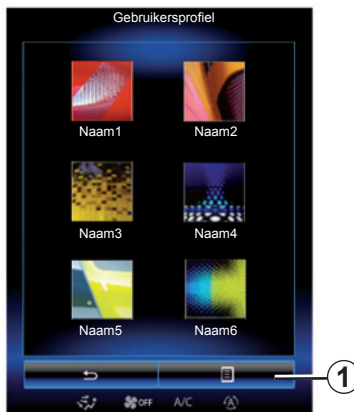 Gebruikersprofiel
Naam1 Naam2
Naam3 Naam4
Naam5 Naam6
1
OFF A/C A